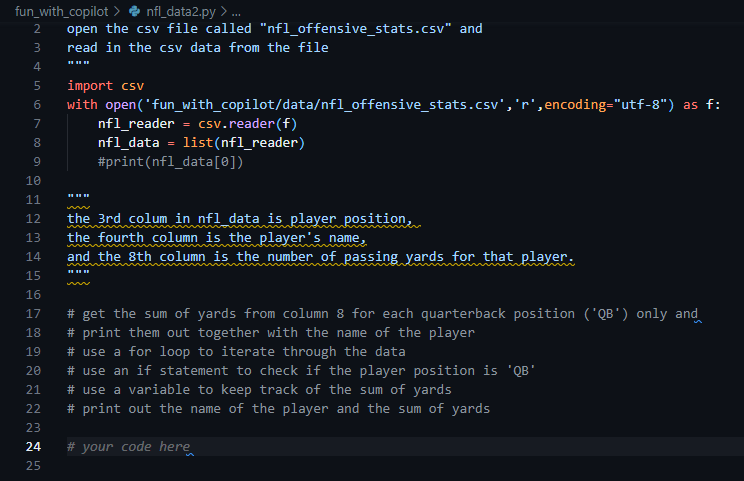 fun_with_copilot > nfl_data2.py > ...
2 open the csv file called "nfl_offensive_stats.csv" and
3 read in the csv data from the file
4 """
5 import csv
6 with open('fun_with_copilot/data/nfl_offensive_stats.csv','r',encoding="utf-8") as f:
7     nfl_reader = csv.reader(f)
8     nfl_data = list(nfl_reader)
9     #print(nfl_data[0])
10
11 """
12 the 3rd colum in nfl_data is player position,
13 the fourth column is the player's name,
14 and the 8th column is the number of passing yards for that player.
15 """
16
17 # get the sum of yards from column 8 for each quarterback position ('QB') only and
18 # print them out together with the name of the player
19 # use a for loop to iterate through the data
20 # use an if statement to check if the player position is 'QB'
21 # use a variable to keep track of the sum of yards
22 # print out the name of the player and the sum of yards
23
24 # your code here
25